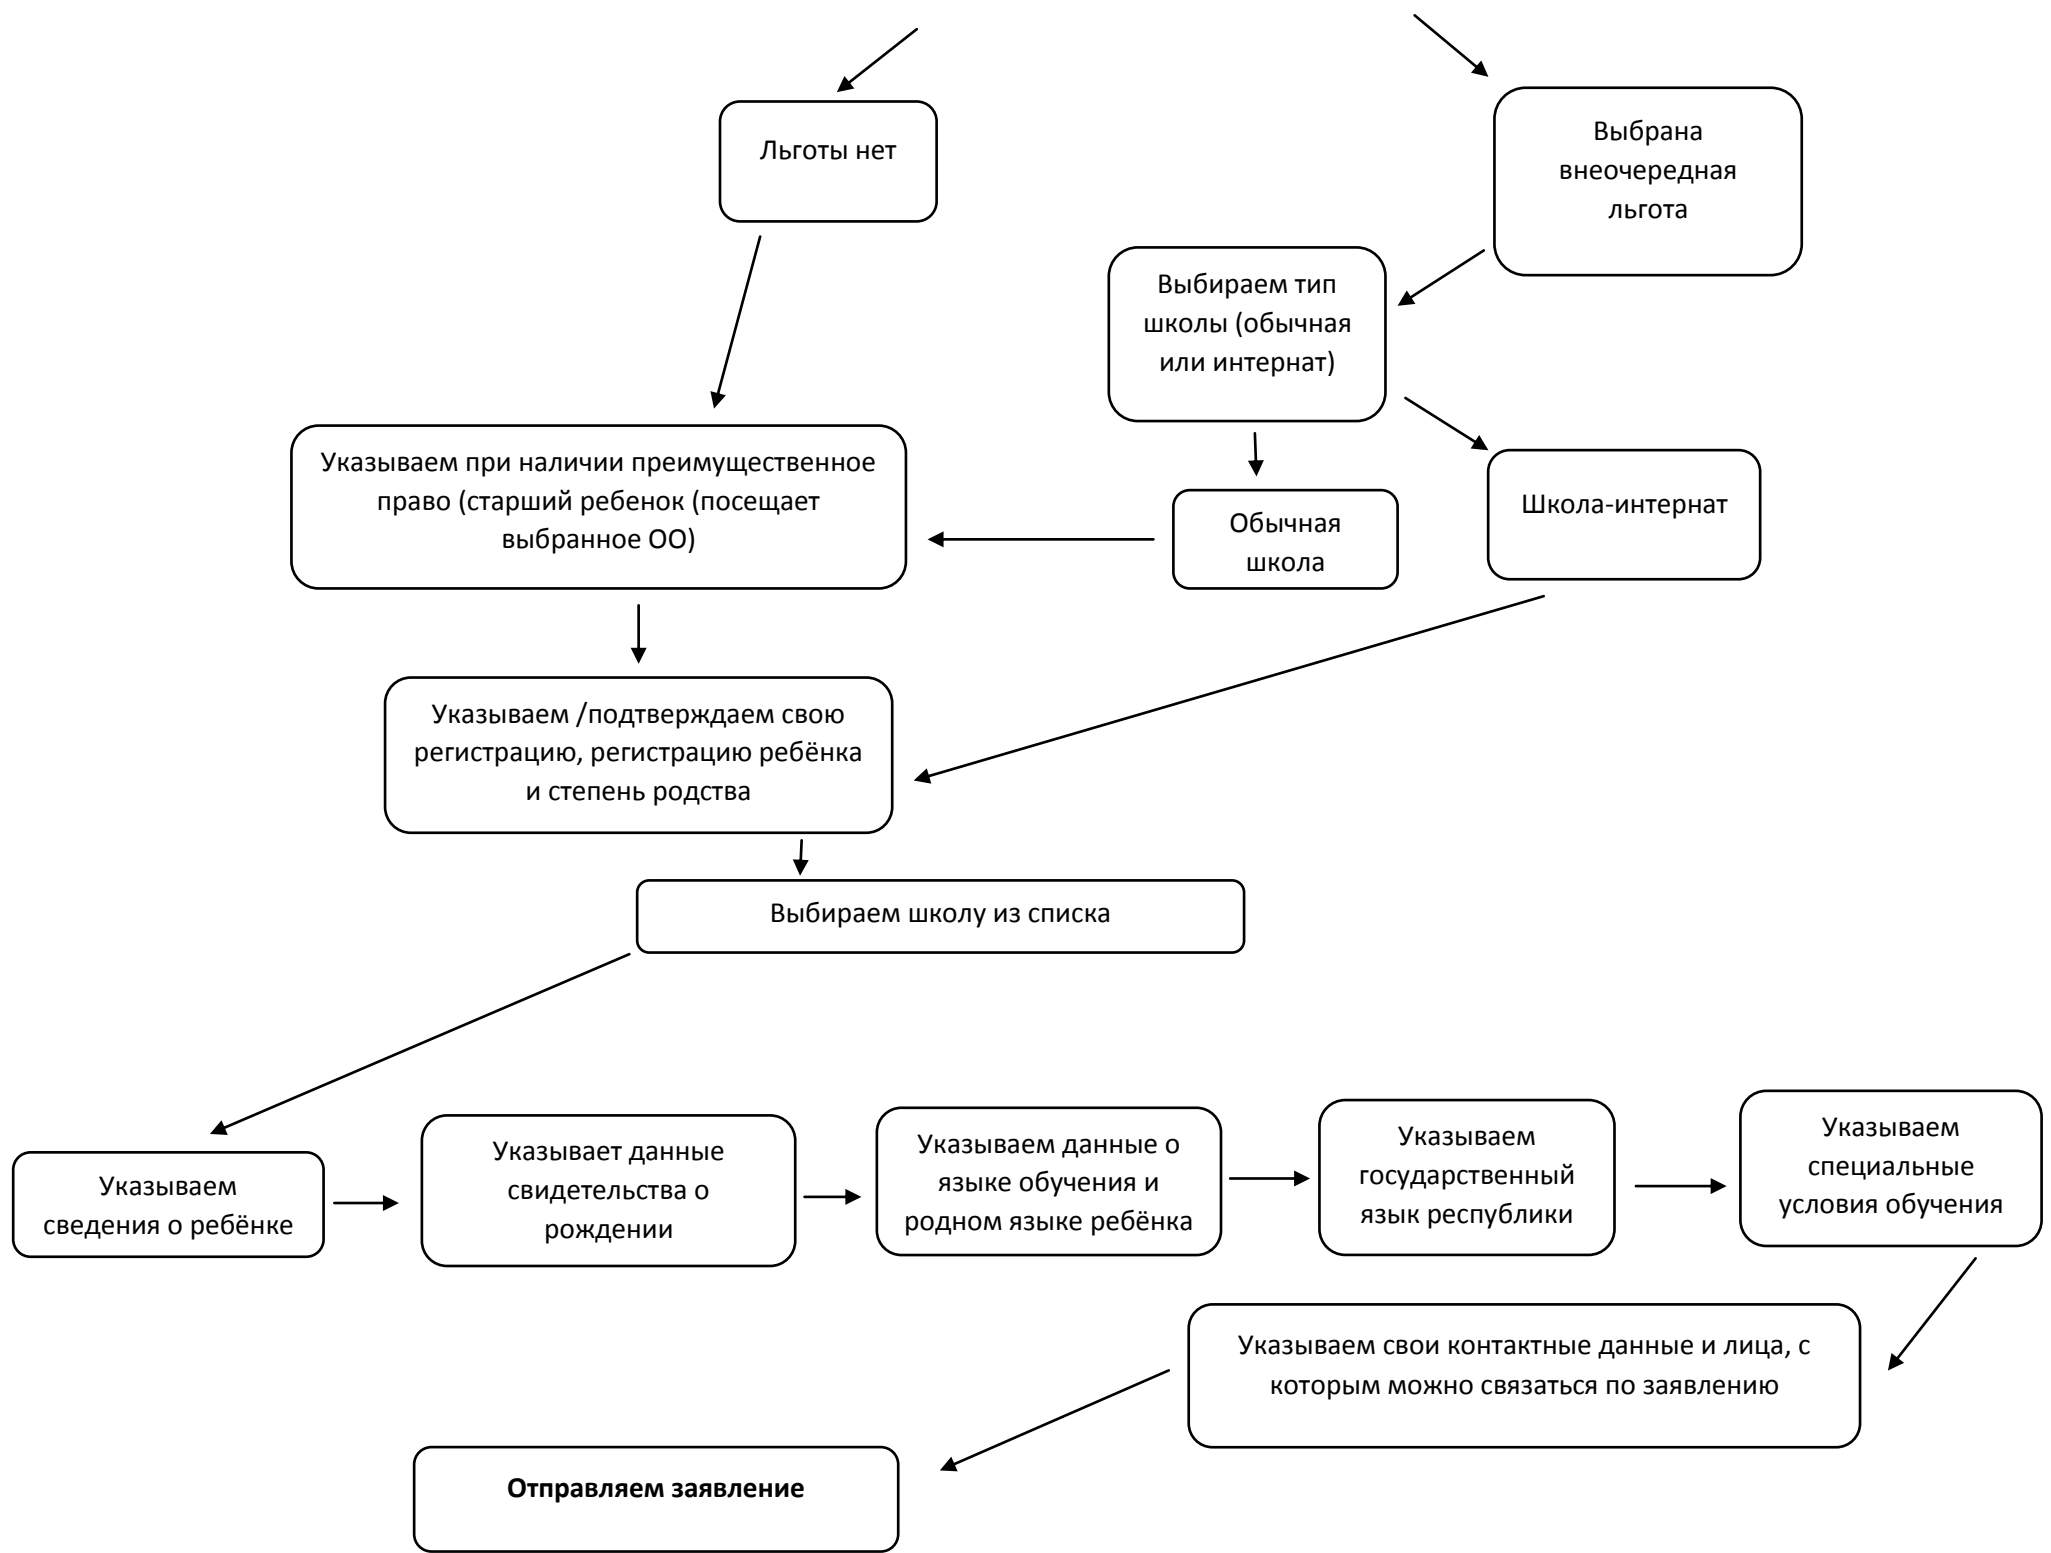 Льготы нет
Выбрана
внеочередная
льгота
Выбираем тип
школы (обычная
или интернат)
Указываем при наличии преимущественное
право (старший ребенок (посещает
выбранное ОО)
Обычная
школа
Школа-интернат
Указываем /подтверждаем свою
регистрацию, регистрацию ребёнка
и степень родства
Выбираем школу из списка
Указываем
сведения о ребёнке
Указывает данные
свидетельства о
рождении
Указываем данные о
языке обучения и
родном языке ребёнка
Указываем
государственный
язык республики
Указываем
специальные
условия обучения
Указываем свои контактные данные и лица, с
которым можно связаться по заявлению
Отправляем заявление